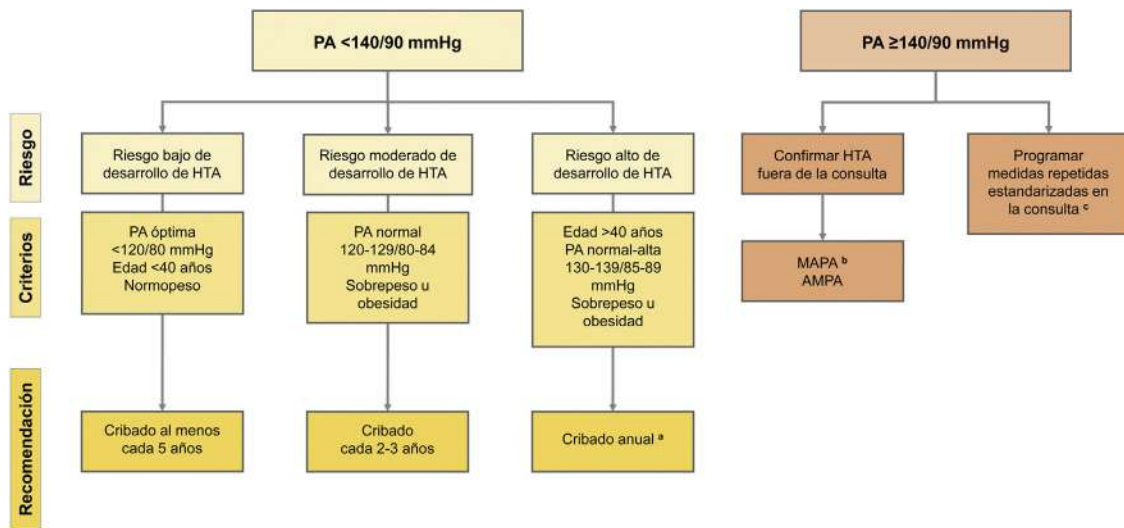 PA <140/90 mmHg
PA ≥140/90 mmHg
Riesgo
Riesgo bajo de
desarrollo de HTA
Riesgo moderado de
desarrollo de HTA
Riesgo alto de
desarrollo de HTA
Confirmar HTA
fuera de la consulta
Programar
medidas repetidas
estandarizadas en
la consulta ᶜ
Criterios
PA óptima
<120/80 mmHg
Edad <40 años
Normopeso
PA normal
120-129/80-84
mmHg
Sobrepeso u
obesidad
Edad >40 años
PA normal-alta
130-139/85-89
mmHg
Sobrepeso u
obesidad
MAPA ᵇ
AMPA
Recomendación
Cribado al menos
cada 5 años
Cribado
cada 2-3 años
Cribado anual ᵃ